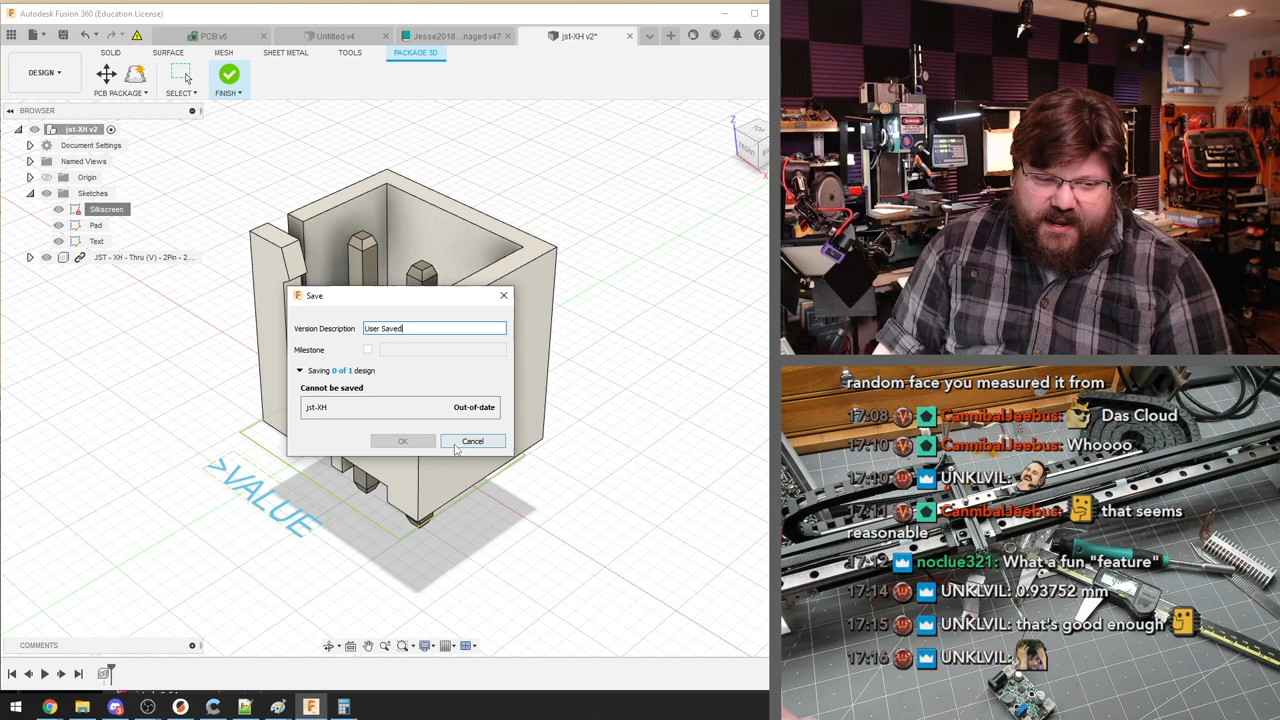 Autodesk Fusion 360 (Education License)
PCB v6
Untitled v4
Jesse2018...naged v47
jst-XH v2*
SOLID
SURFACE
MESH
SHEET METAL
TOOLS
PACKAGE 3D
DESIGN
PCB PACKAGE
SELECT
FINISH
BROWSER
jst-XH v2
Document Settings
Named Views
Origin
Sketches
Silkscreen
Pad
Text
JST - XH - Thru (V) - 2Pin - 2....
Z
TOP
FRONT
X
>VALUE
Save
Version Description
User Saved
Milestone
Saving 0 of 1 design
Cannot be saved
jst-XH
Out-of-date
OK
Cancel
COMMENTS
DANGER
random face you measured it from
17:08 CannibalJeebus: Das Cloud
17:10 CannibalJeebus: Whoooo
17:10 UNKLVIL:
17:11 CannibalJeebus: that seems
reasonable
17:12 noclue321: What a fun "feature"
17:14 UNKLVIL: 0.93752 mm
17:15 UNKLVIL: that's good enough
17:16 UNKLVIL: